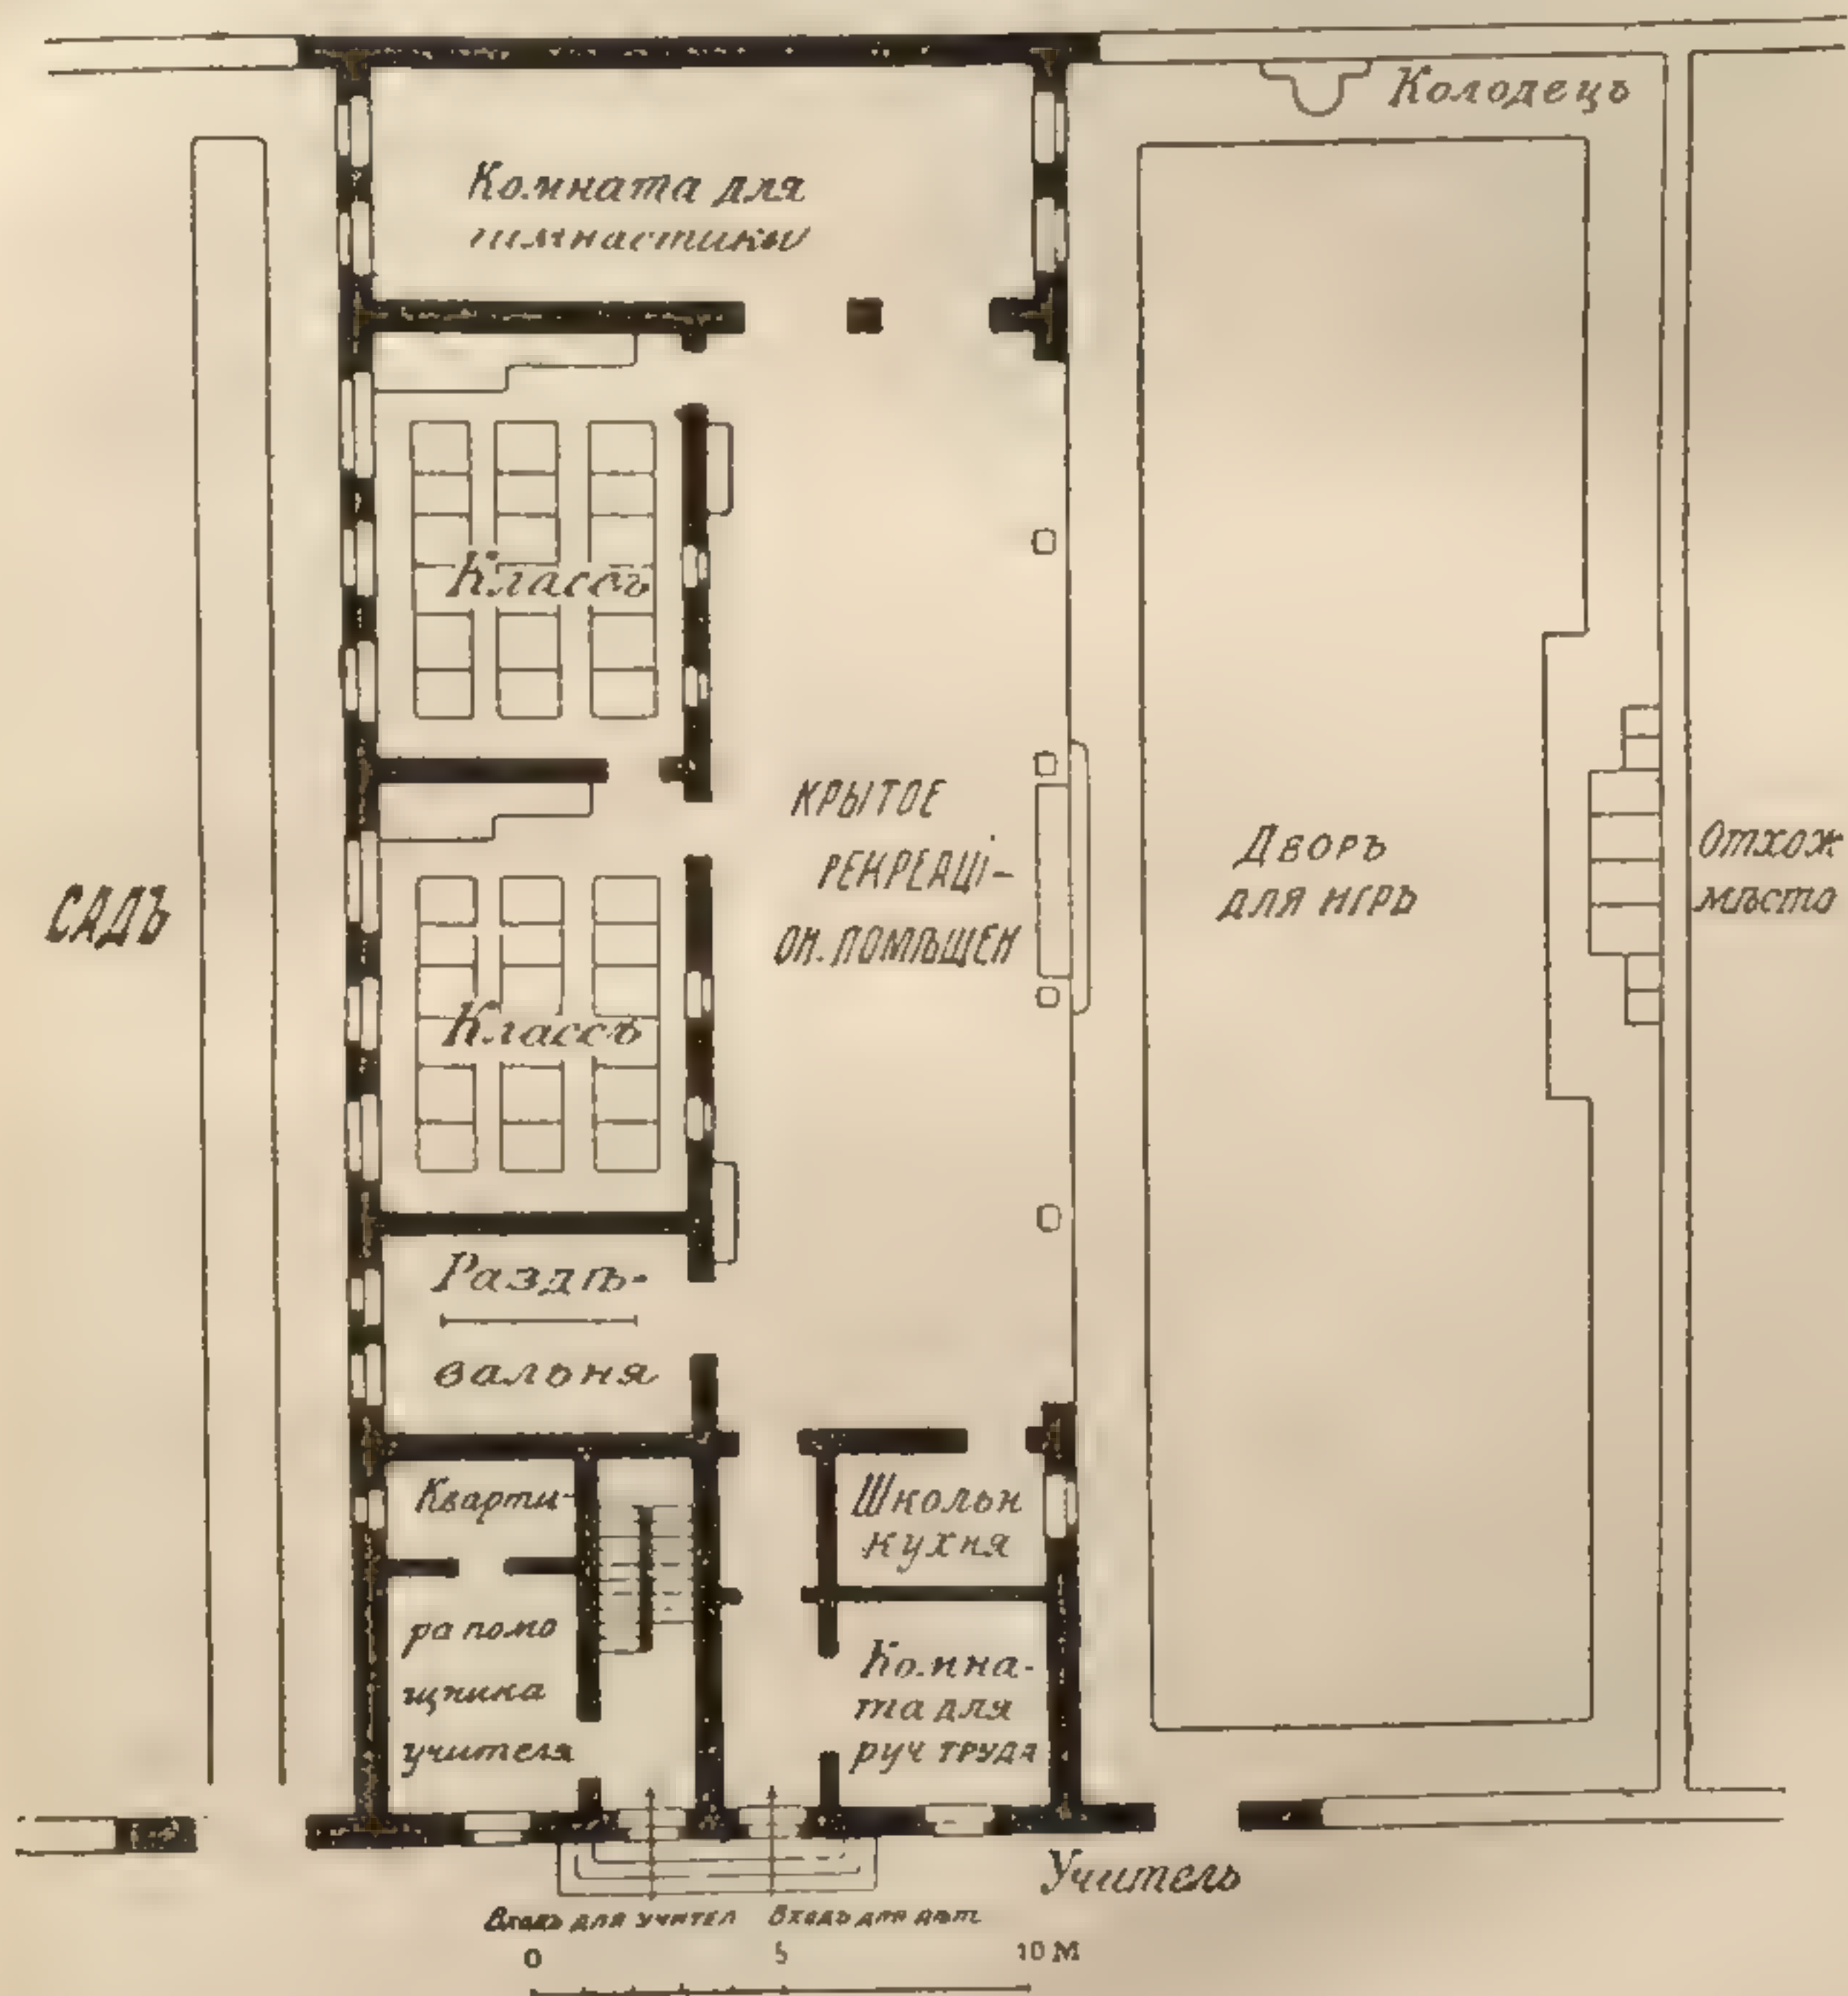 Колодецъ
Комната для
гимнастики
Классъ
КРЫТОЕ
РЕКРЕАЦІ-
ОН. ПОМѢЩЕН
ДВОРЪ
ДЛЯ ИГРЪ
Отхож
мѣсто
САДЪ
Классъ
Раздѣ-
вальня
Кварти-
ра помо
щника
учителя
Школьн
кухня
Комна-
та для
руч ТРУДА
Учитель
Входъ для учител
Входъ для дѣт
0 5 10 М